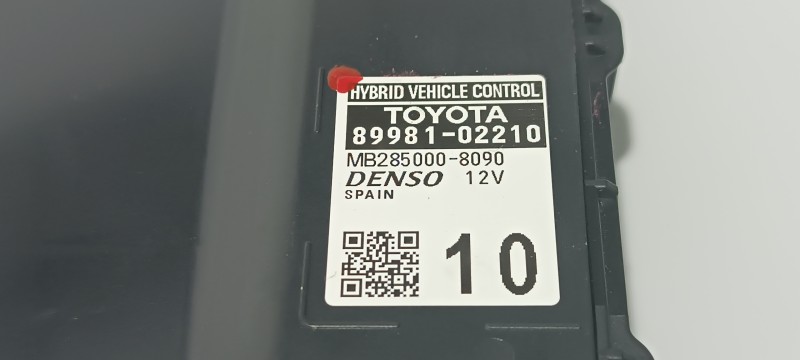 HYBRID VEHICLE CONTROL
TOYOTA
89981-02210
MB285000-8090
DENSO 12V
SPAIN
10